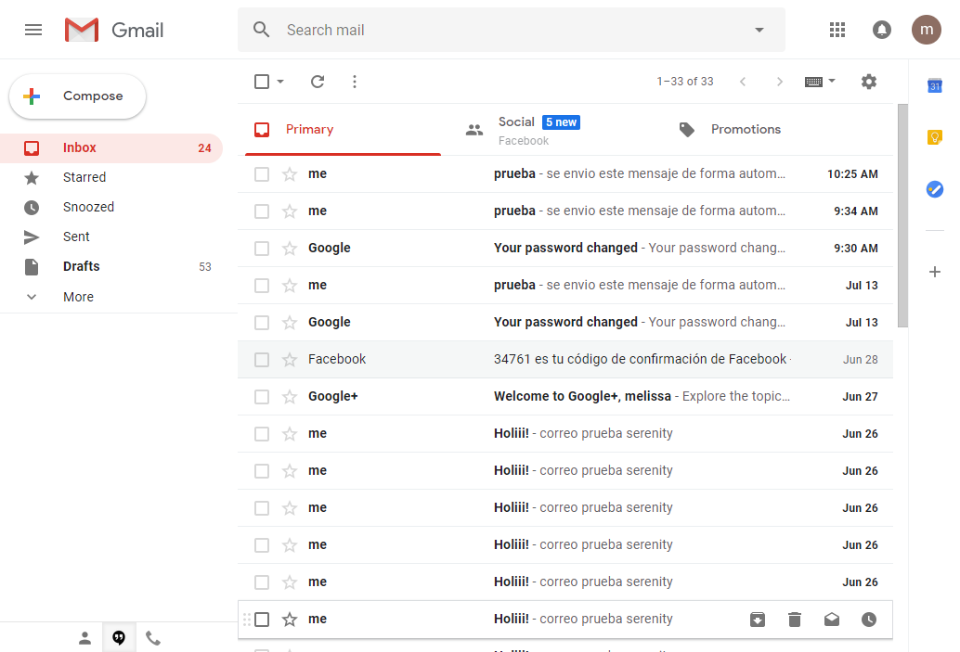 Gmail
Search mail
m
Compose
1–33 of 33
31
Primary
Social 5 new
Facebook
Promotions
Inbox 24
Starred
Snoozed
Sent
Drafts 53
More
me prueba - se envio este mensaje de forma autom… 10:25 AM
me prueba - se envio este mensaje de forma autom… 9:34 AM
Google Your password changed - Your password chang… 9:30 AM
me prueba - se envio este mensaje de forma autom… Jul 13
Google Your password changed - Your password chang… Jul 13
Facebook 34761 es tu código de confirmación de Facebook - Jun 28
Google+ Welcome to Google+, melissa - Explore the topic… Jun 27
me Holiii! - correo prueba serenity Jun 26
me Holiii! - correo prueba serenity Jun 26
me Holiii! - correo prueba serenity Jun 26
me Holiii! - correo prueba serenity Jun 26
me Holiii! - correo prueba serenity Jun 26
me Holiii! - correo prueba serenity